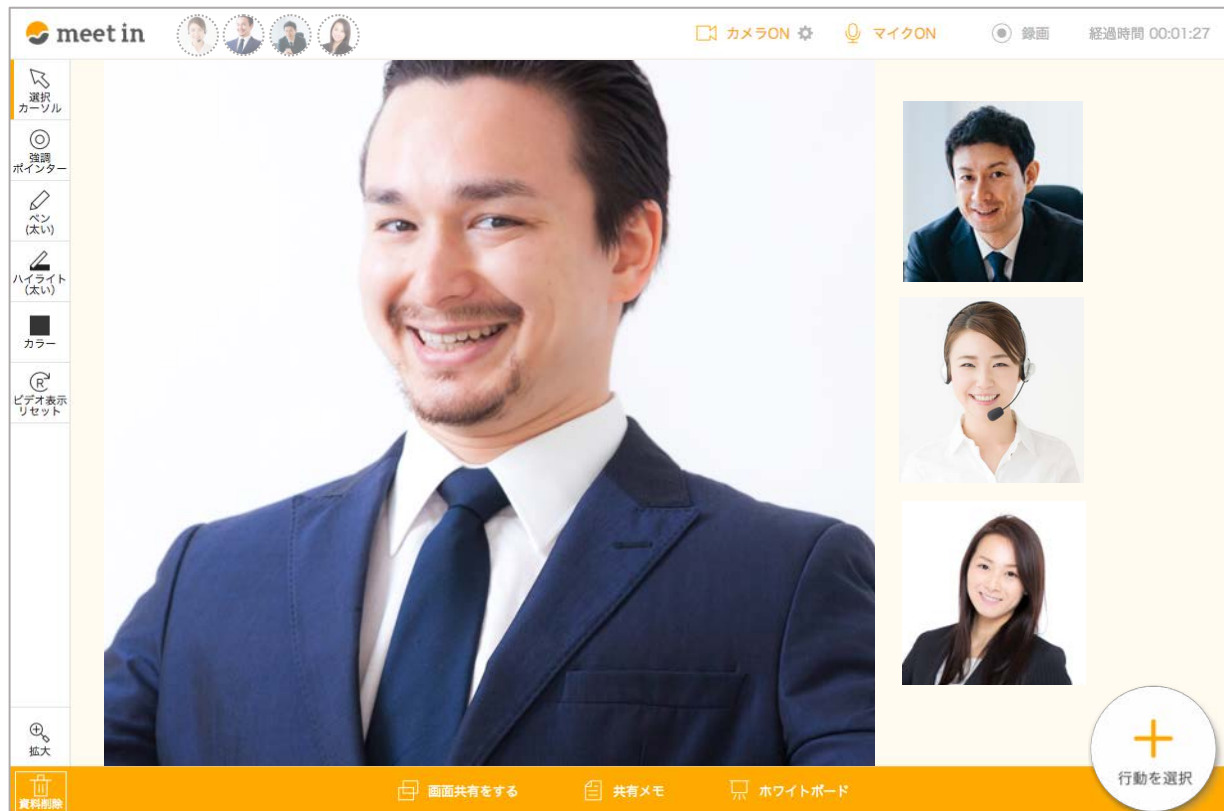 meet in
カメラON
マイクON
録画
経過時間 00:01:27
選択
カーソル
強調
ポインター
ペン
(太い)
ハイライト
(太い)
カラー
R
ビデオ表示
リセット
拡大
資料削除
画面共有をする
共有メモ
ホワイトボード
行動を選択